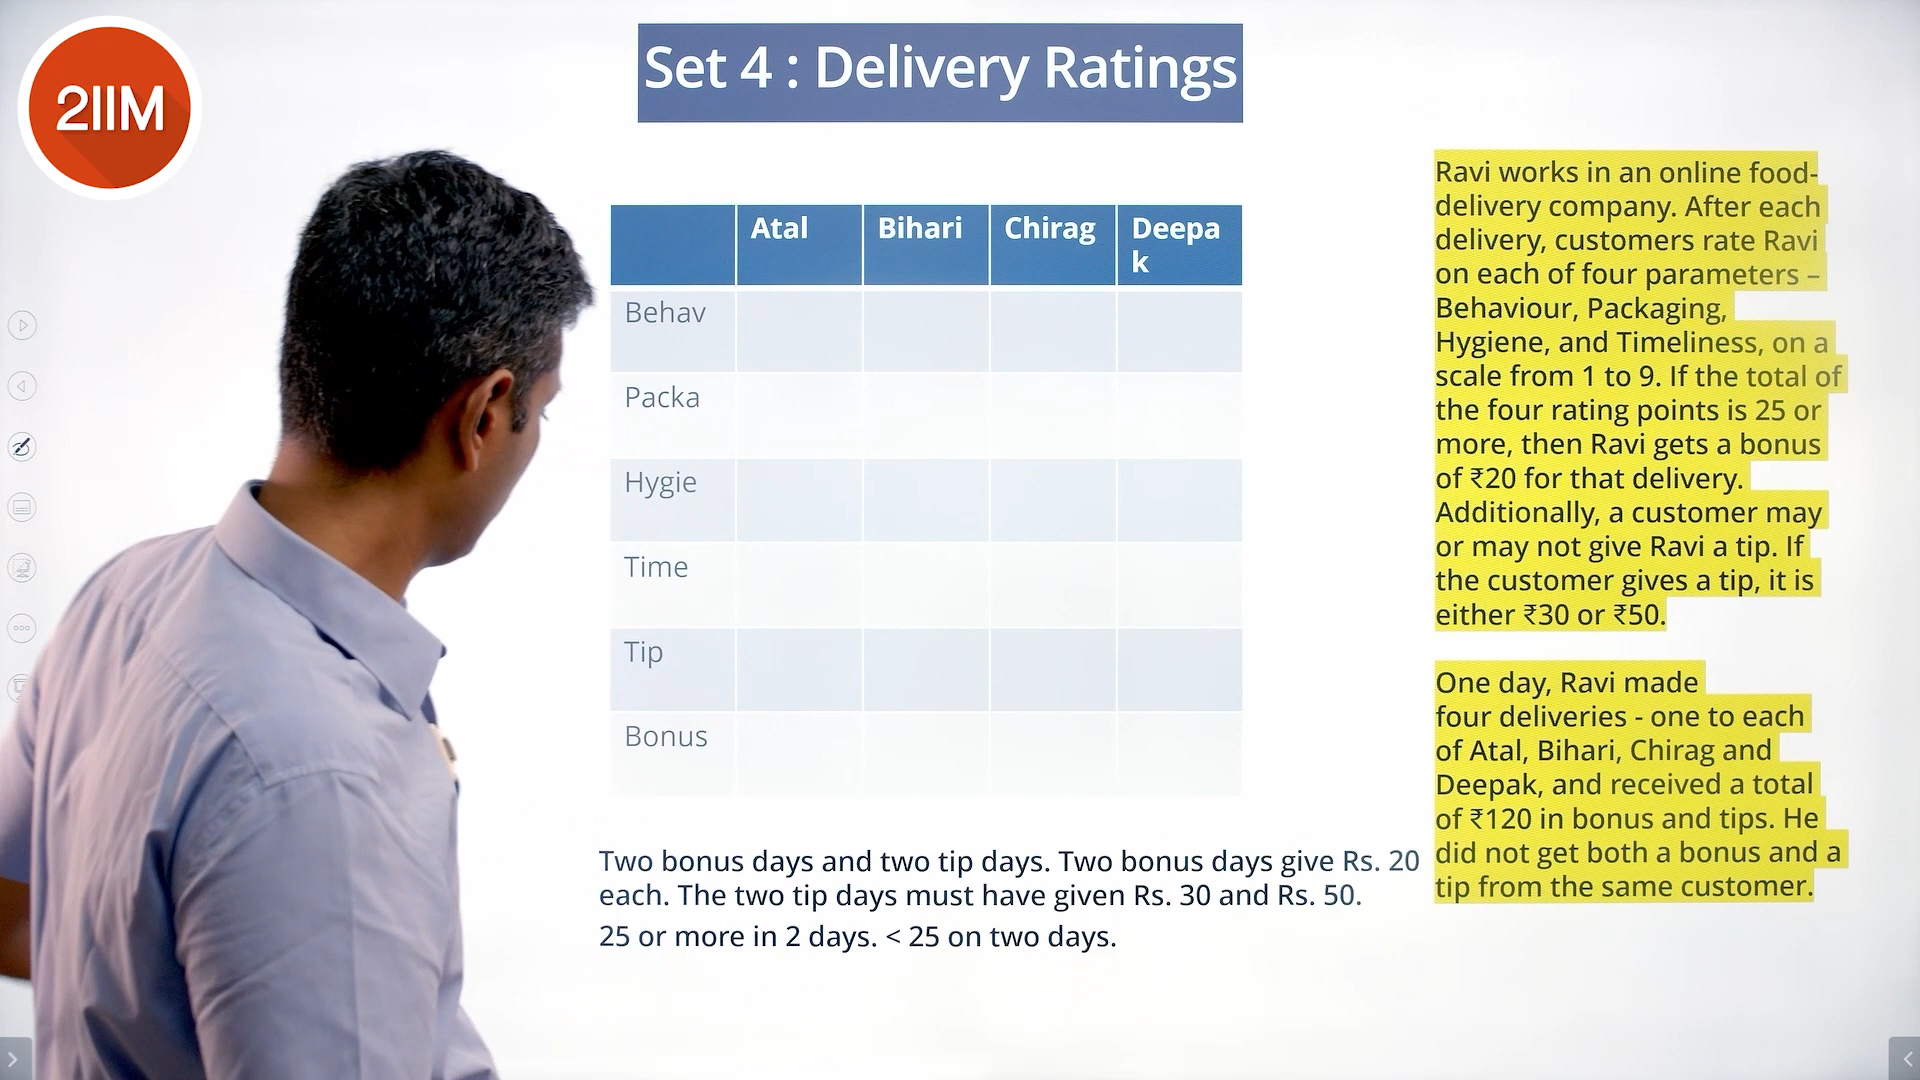 2IIM
Set 4 : Delivery Ratings
Atal Bihari Chirag Deepa
k
Behav
Packa
Hygie
Time
Tip
Bonus
Two bonus days and two tip days. Two bonus days give Rs. 20
each. The two tip days must have given Rs. 30 and Rs. 50.
25 or more in 2 days. < 25 on two days.
Ravi works in an online food-
delivery company. After each
delivery, customers rate Ravi
on each of four parameters –
Behaviour, Packaging,
Hygiene, and Timeliness, on a
scale from 1 to 9. If the total of
the four rating points is 25 or
more, then Ravi gets a bonus
of ₹20 for that delivery.
Additionally, a customer may
or may not give Ravi a tip. If
the customer gives a tip, it is
either ₹30 or ₹50.
One day, Ravi made
four deliveries - one to each
of Atal, Bihari, Chirag and
Deepak, and received a total
of ₹120 in bonus and tips. He
did not get both a bonus and a
tip from the same customer.